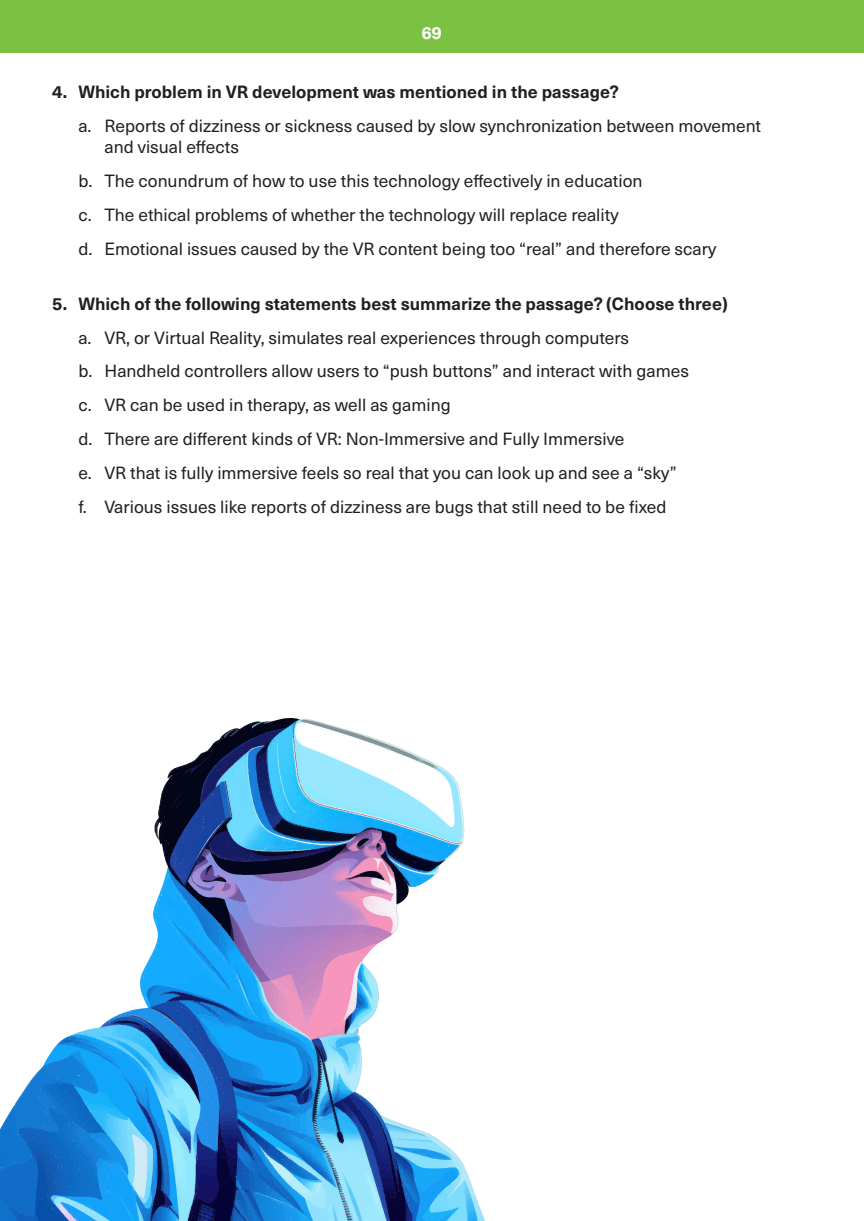 69
4. Which problem in VR development was mentioned in the passage?
a. Reports of dizziness or sickness caused by slow synchronization between movement
and visual effects
b. The conundrum of how to use this technology effectively in education
c. The ethical problems of whether the technology will replace reality
d. Emotional issues caused by the VR content being too “real” and therefore scary
5. Which of the following statements best summarize the passage? (Choose three)
a. VR, or Virtual Reality, simulates real experiences through computers
b. Handheld controllers allow users to “push buttons” and interact with games
c. VR can be used in therapy, as well as gaming
d. There are different kinds of VR: Non-Immersive and Fully Immersive
e. VR that is fully immersive feels so real that you can look up and see a “sky”
f. Various issues like reports of dizziness are bugs that still need to be fixed